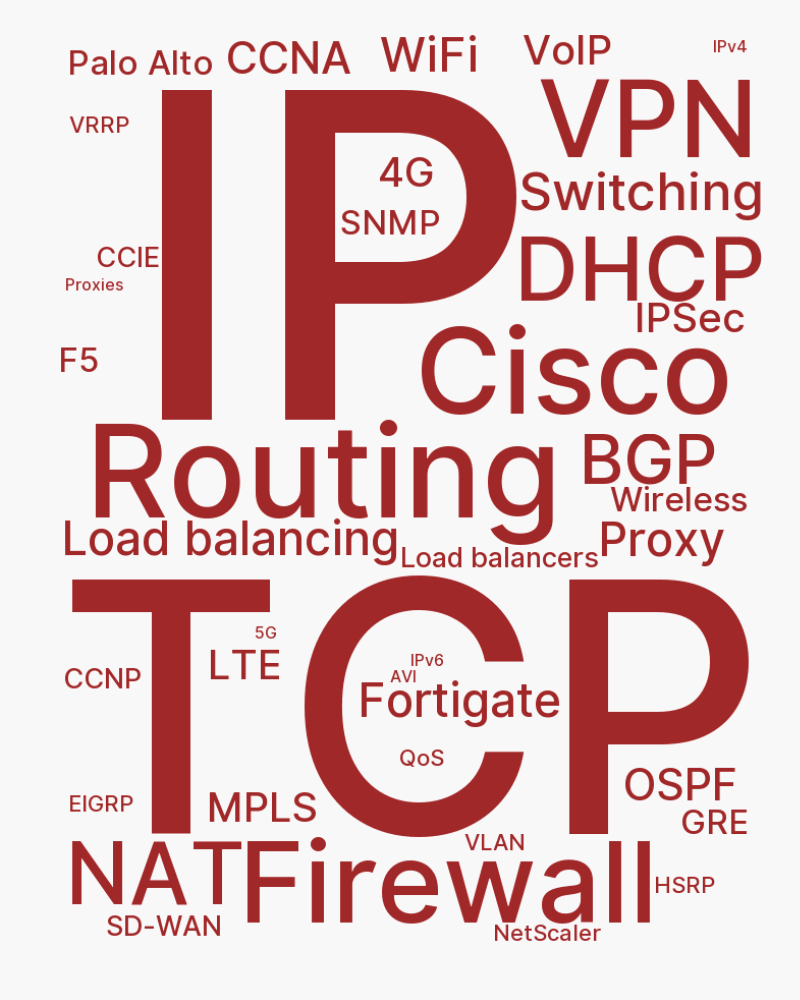 Palo Alto
CCNA
WiFi
VoIP
IPv4
VRRP
IP
VPN
4G
Switching
SNMP
CCIE
DHCP
Proxies
IPSec
F5
Cisco
Routing
BGP
Wireless
Load balancing
Load balancers
Proxy
TCP
5G
LTE
IPv6
AVI
CCNP
Fortigate
QoS
OSPF
EIGRP
MPLS
GRE
VLAN
NAT
Firewall
HSRP
SD-WAN
NetScaler